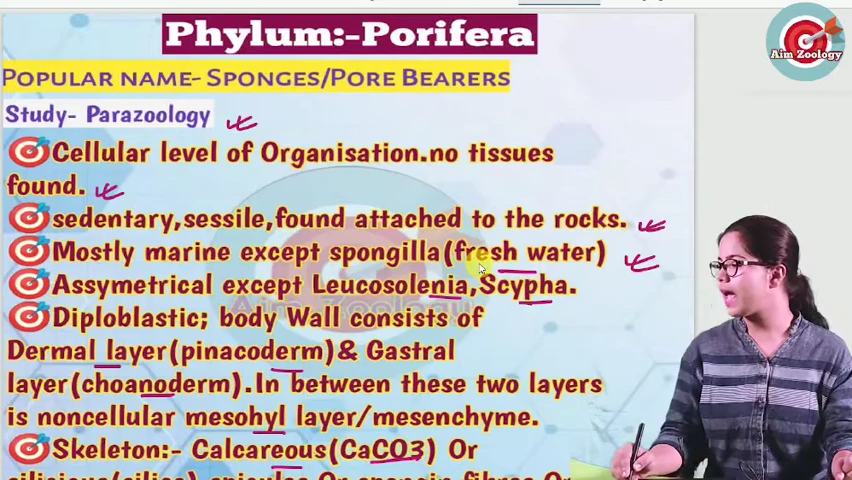 Phylum:-Porifera
Aim Zoology
POPULAR NAME- SPONGES/PORE BEARERS
Study- Parazoology
Cellular level of Organisation.no tissues
found.
sedentary,sessile,found attached to the rocks.
Mostly marine except spongilla(fresh water)
Assymetrical except Leucosolenia,Scypha.
Diploblastic; body Wall consists of
Dermal layer(pinacoderm)& Gastral
layer(choanoderm).In between these two layers
is noncellular mesohyl layer/mesenchyme.
Skeleton:- Calcareous(CaCO3) Or